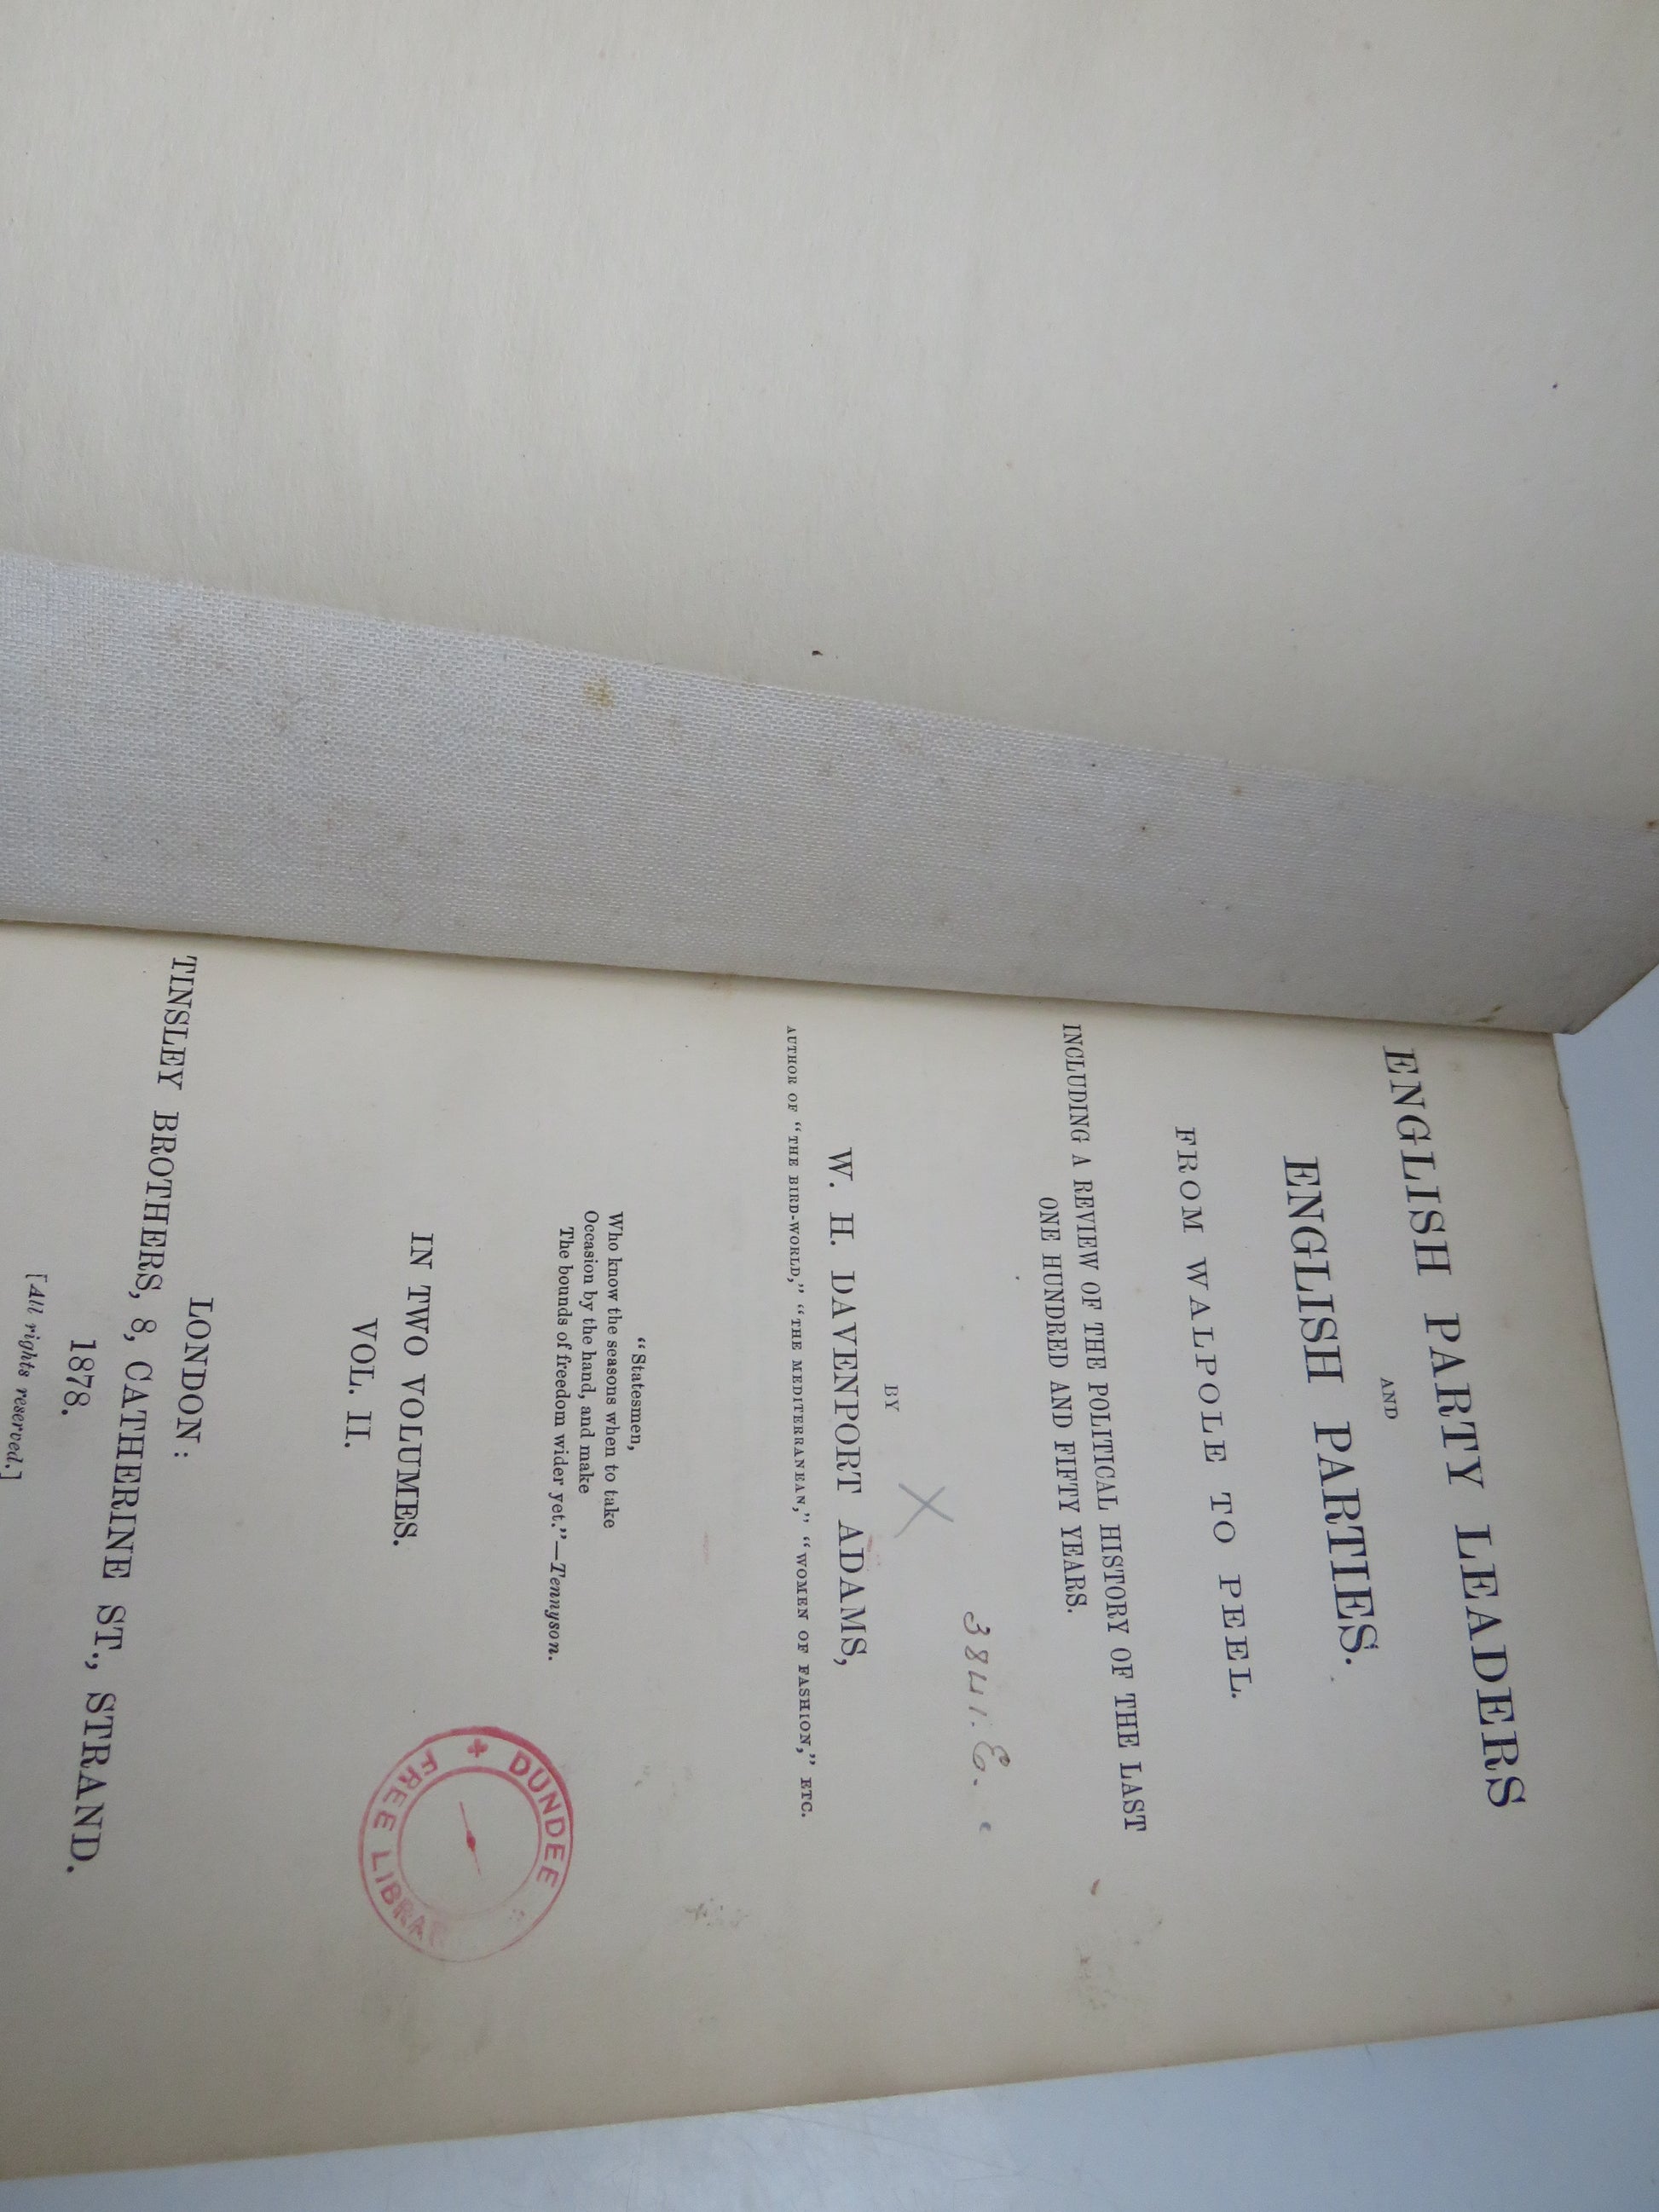 ENGLISH PARTY LEADERS
AND
ENGLISH PARTIES.
FROM WALPOLE TO PEEL.
INCLUDING A REVIEW OF THE POLITICAL HISTORY OF THE LAST
ONE HUNDRED AND FIFTY YEARS.
3841.E.
BY
W. H. DAVENPORT ADAMS,
AUTHOR OF "THE BIRD-WORLD," "THE MEDITERRANEAN," "WOMEN OF FASHION," ETC.
"Statesmen,
Who know the seasons when to take
Occasion by the hand, and make
The bounds of freedom wider yet."—Tennyson.
IN TWO VOLUMES.
VOL. II.
DUNDEE
FREE LIBRAR
LONDON:
TINSLEY BROTHERS, 8, CATHERINE ST., STRAND.
1878.
[All rights reserved.]